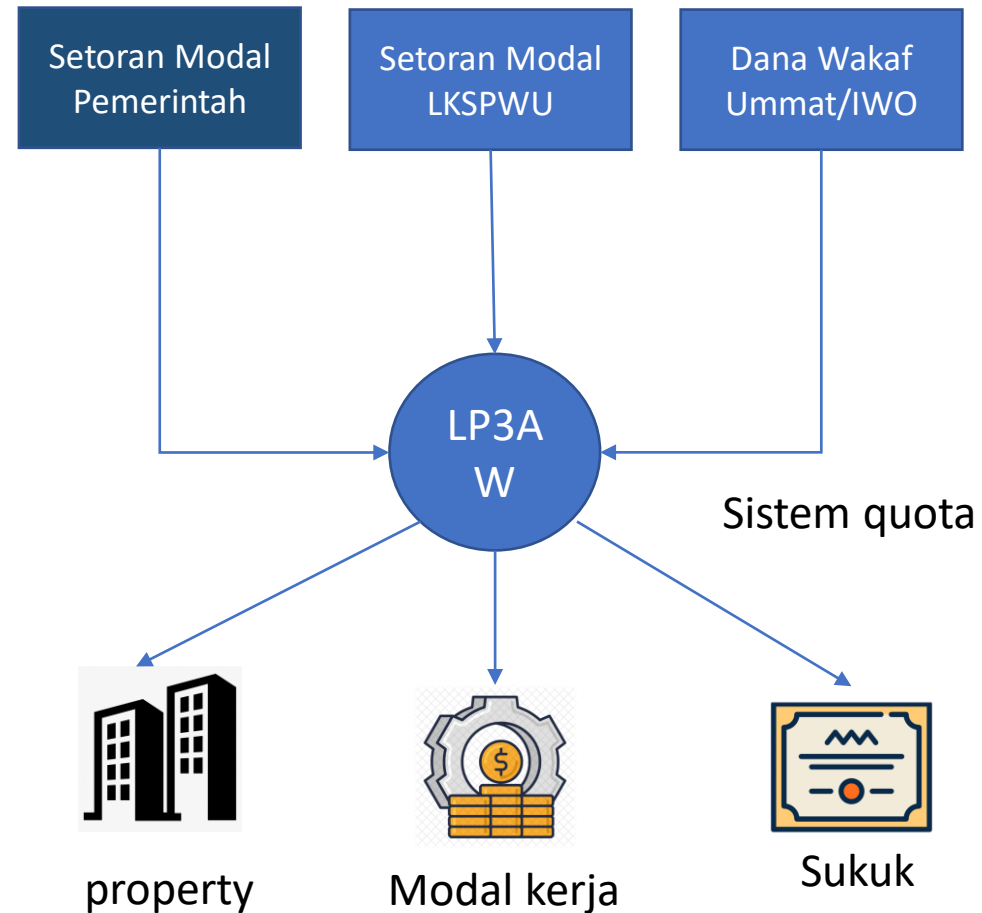 Setoran Modal
Pemerintah
Setoran Modal
LKSPWU
Dana Wakaf
Ummat/IWO
LP3A
W
Sistem quota
$
property
Modal kerja
Sukuk